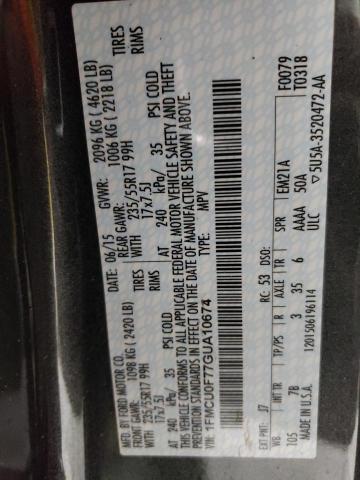 MFD. BY FORD MOTOR CO.
DATE: 06/15 GVWR: 2096 KG ( 4620 LB)
FRONT GAWR: 1098 KG ( 2420 LB) REAR GAWR: 1006 KG ( 2218 LB)
WITH 235/55R17 99H WITH 235/55R17 99H TIRES
17x7.5J 17x7.5J RIMS
AT 240 kPa/ 35 PSI COLD AT 240 kPa/ 35 PSI COLD
THIS VEHICLE CONFORMS TO ALL APPLICABLE FEDERAL MOTOR VEHICLE SAFETY AND THEFT
PREVENTION STANDARDS IN EFFECT ON THE DATE OF MANUFACTURE SHOWN ABOVE.
VIN: 1FMCU0F77GUA10674
TYPE: MPV
F0079
T0318
EXT PNT: J7 RC: 53 DSO:
WB INT TR TP/PS R AXLE TR SPR EM21A
105 7B 3 35 6 AAAA 50A
MADE IN U.S.A. ULC
1201506196114
5U5A-3520472-AA